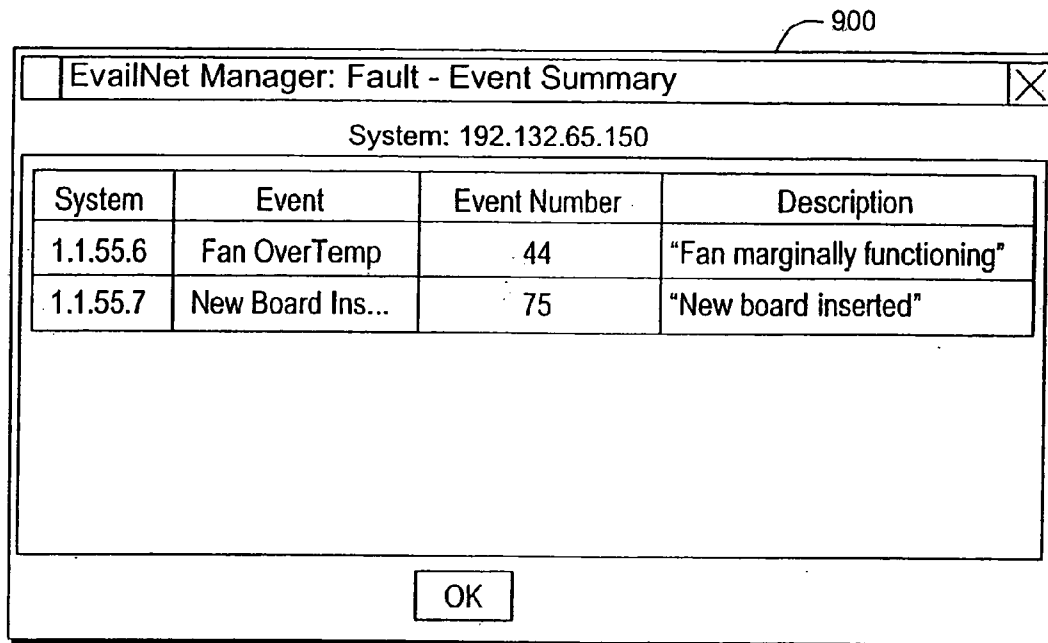 900
EvailNet Manager: Fault - Event Summary
System: 192.132.65.150
System Event Event Number Description
1.1.55.6 Fan OverTemp 44 "Fan marginally functioning"
1.1.55.7 New Board Ins... 75 "New board inserted"
OK